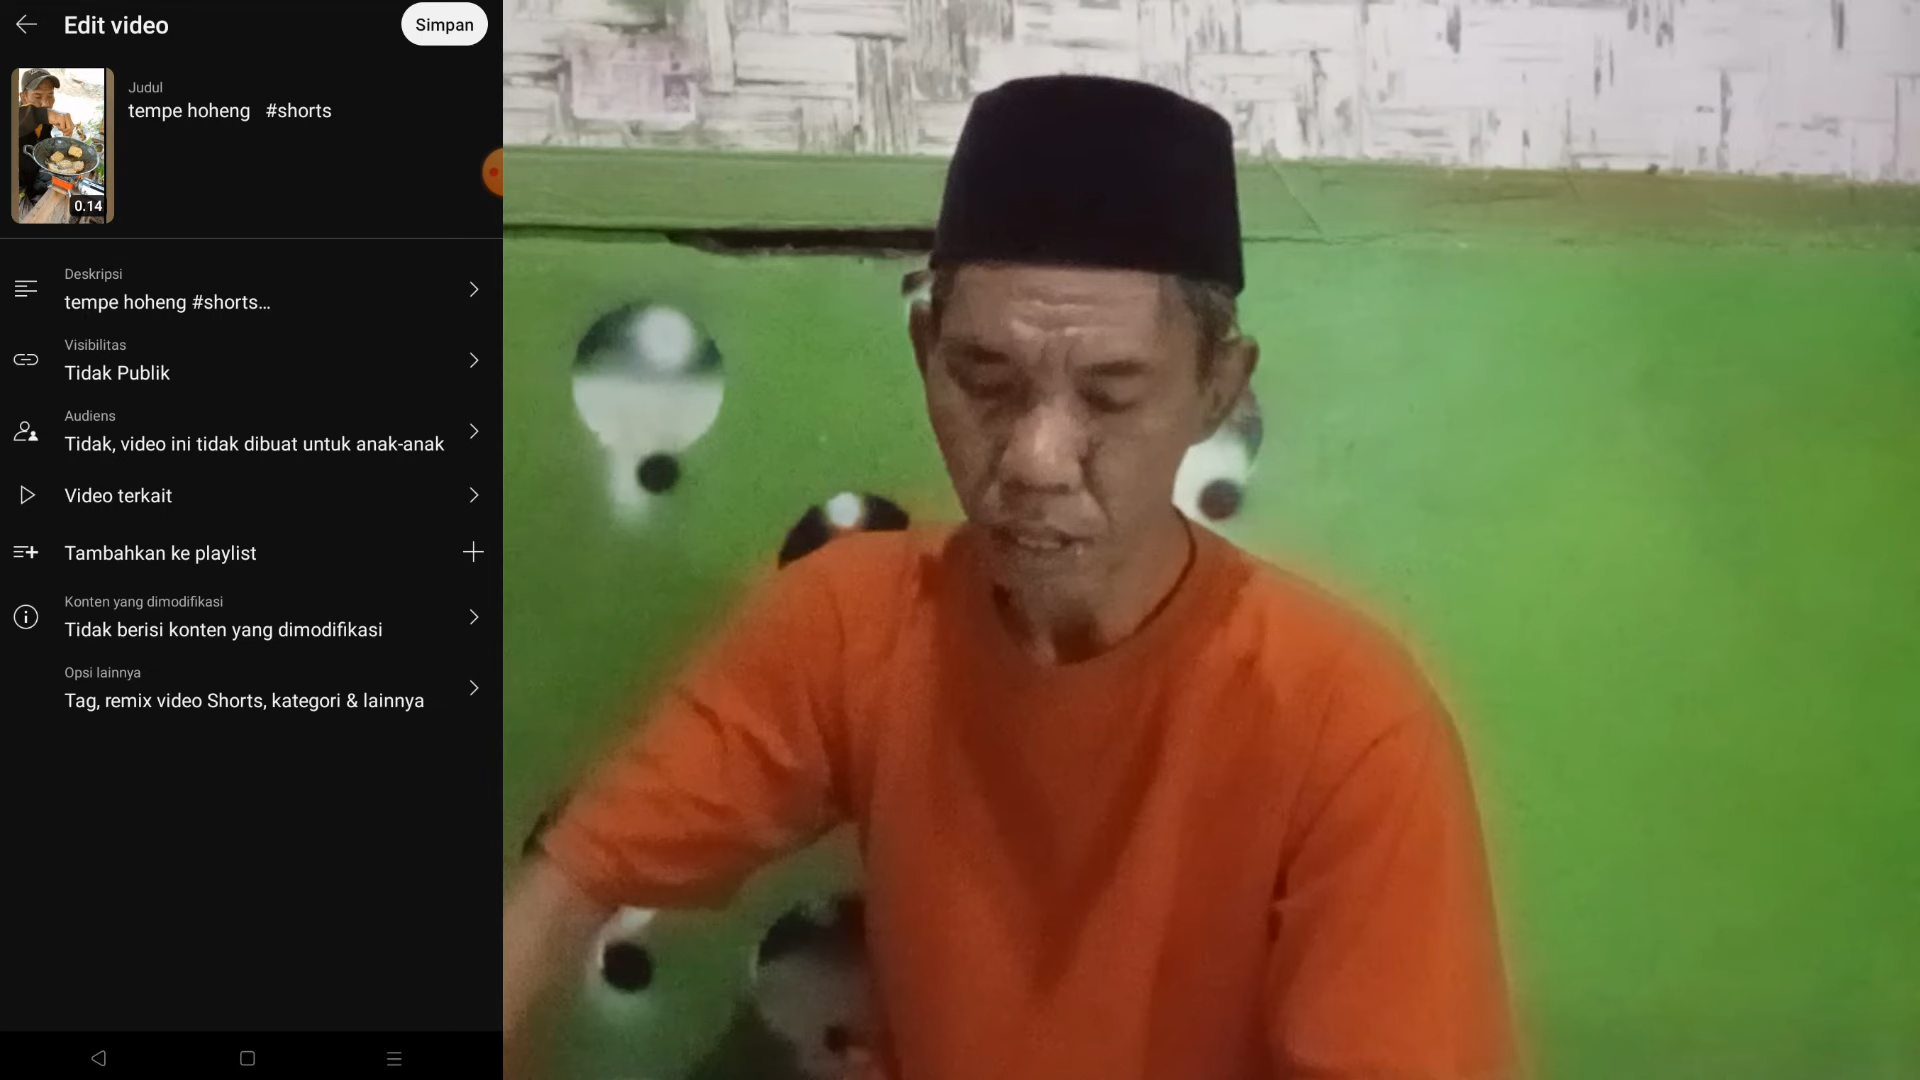 Edit video
Simpan
Judul
tempe hoheng #shorts
0.14
Deskripsi
tempe hoheng #shorts...
Visibilitas
Tidak Publik
Audiens
Tidak, video ini tidak dibuat untuk anak-anak
Video terkait
Tambahkan ke playlist
Konten yang dimodifikasi
Tidak berisi konten yang dimodifikasi
Opsi lainnya
Tag, remix video Shorts, kategori & lainnya